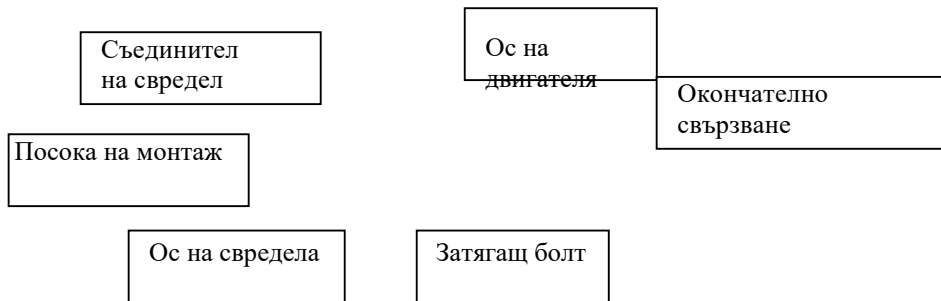 Съединител
на свредел
Ос на
двигателя
Окончателно
свързване
Посока на монтаж
Ос на свредела
Затягащ болт